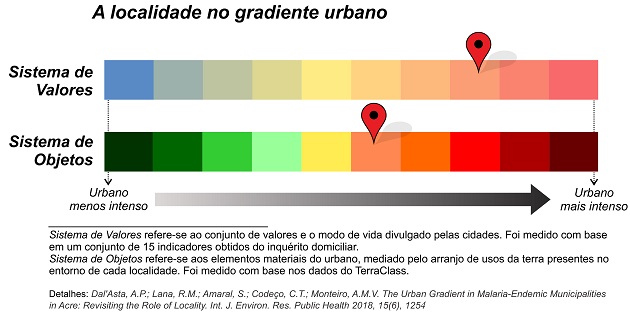 A localidade no gradiente urbano
Sistema de
Valores
Sistema de
Objetos
Urbano
menos intenso
Urbano
mais intenso
Sistema de Valores refere-se ao conjunto de valores e o modo de vida divulgado pelas cidades. Foi medido com base
em um conjunto de 15 indicadores obtidos do inquérito domiciliar.
Sistema de Objetos refere-se aos elementos materiais do urbano, mediado pelo arranjo de usos da terra presentes no
entorno de cada localidade. Foi medido com base nos dados do TerraClass.
Detalhes: Dal'Asta, A.P.; Lana, R.M.; Amaral, S.; Codeço, C.T.; Monteiro, A.M.V. The Urban Gradient in Malaria-Endemic Municipalities
in Acre: Revisiting the Role of Locality. Int. J. Environ. Res. Public Health 2018, 15(6), 1254